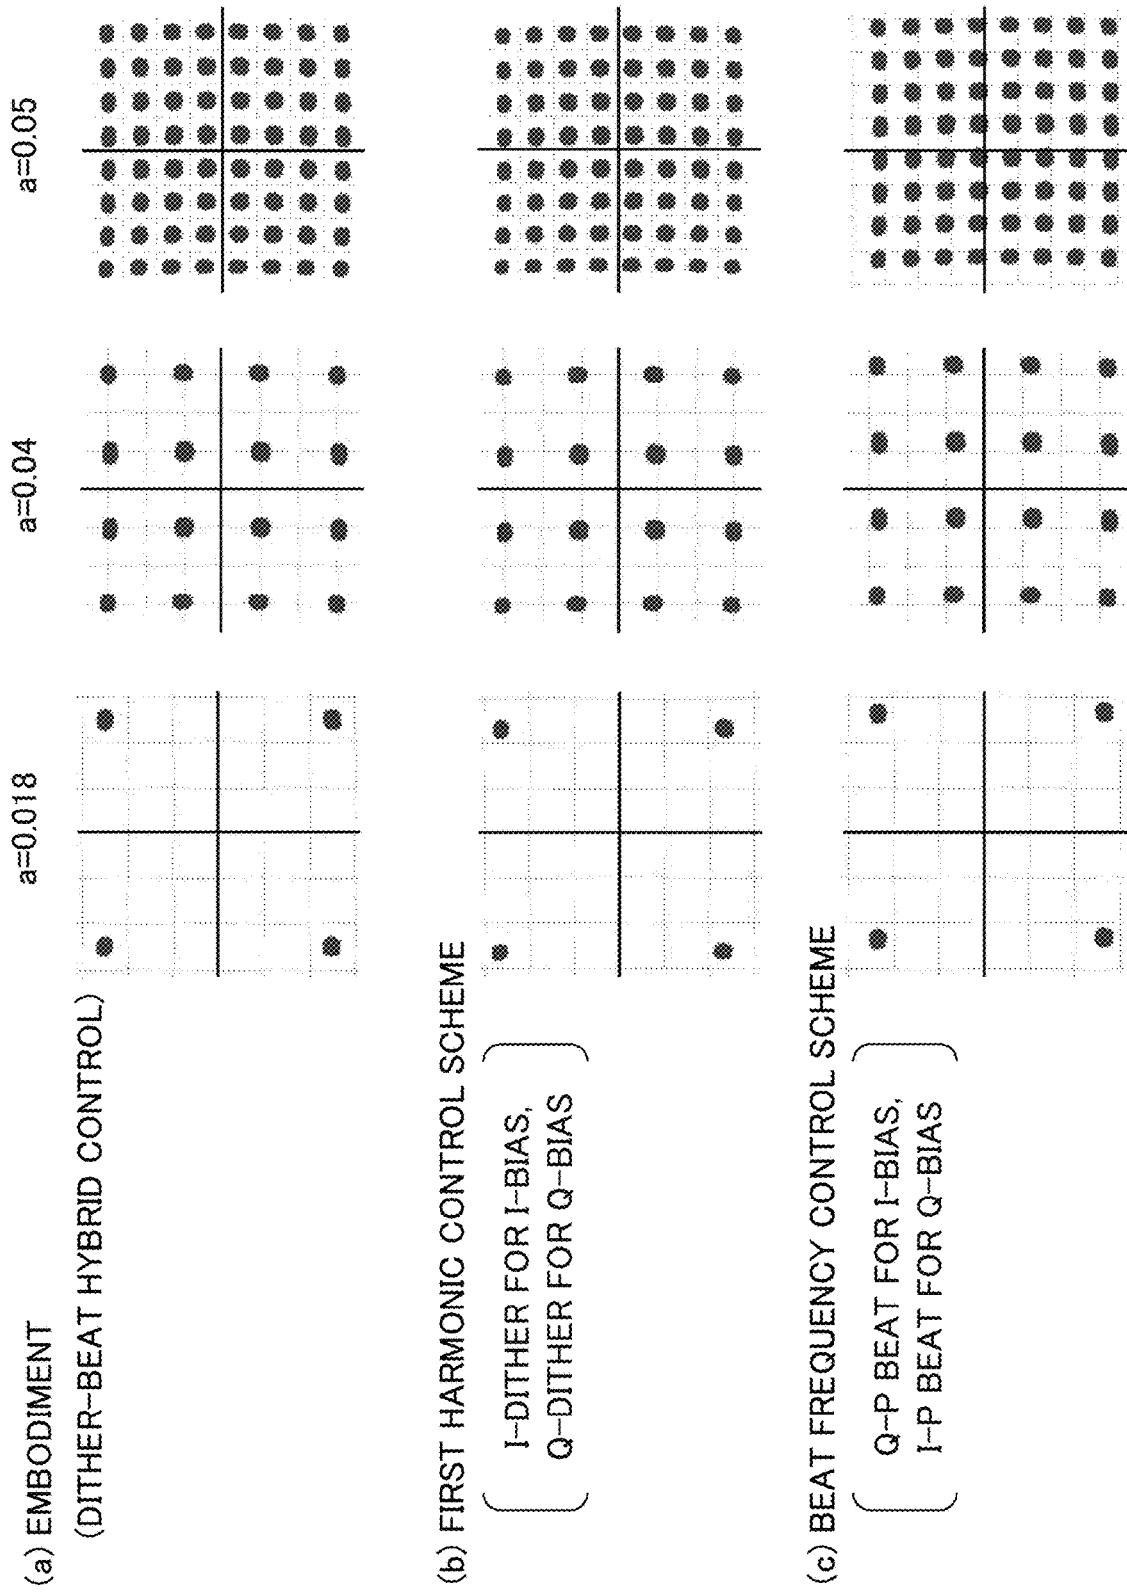 (a) EMBODIMENT
(DITHER-BEAT HYBRID CONTROL)
a=0.018
a=0.04
a=0.05
(b) FIRST HARMONIC CONTROL SCHEME
I-DITHER FOR I-BIAS,
Q-DITHER FOR Q-BIAS
(c) BEAT FREQUENCY CONTROL SCHEME
Q-P BEAT FOR I-BIAS,
I-P BEAT FOR Q-BIAS